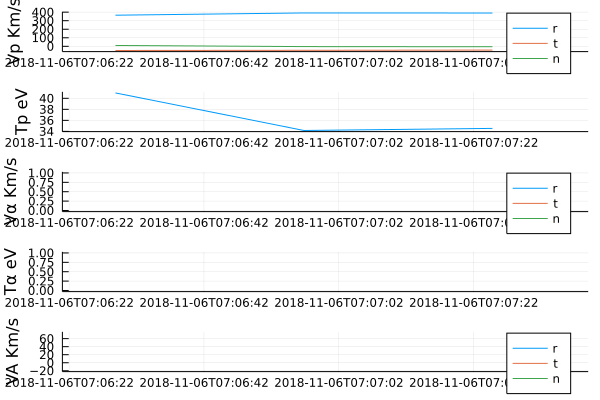 Vp Km/s
400
300
200
100
0
r
t
n
2018-11-06T07:06:22 2018-11-06T07:06:42 2018-11-06T07:07:02 2018-11-06T07:
Tp eV
40
38
36
34
2018-11-06T07:06:22 2018-11-06T07:06:42 2018-11-06T07:07:02 2018-11-06T07:07:22
Vα Km/s
1.00
0.75
0.50
0.25
0.00
r
t
n
2018-11-06T07:06:22 2018-11-06T07:06:42 2018-11-06T07:07:02 2018-11-06T07:
Tα eV
1.00
0.75
0.50
0.25
0.00
2018-11-06T07:06:22 2018-11-06T07:06:42 2018-11-06T07:07:02 2018-11-06T07:07:22
VA Km/s
60
40
20
0
−20
r
t
n
2018-11-06T07:06:22 2018-11-06T07:06:42 2018-11-06T07:07:02 2018-11-06T07: